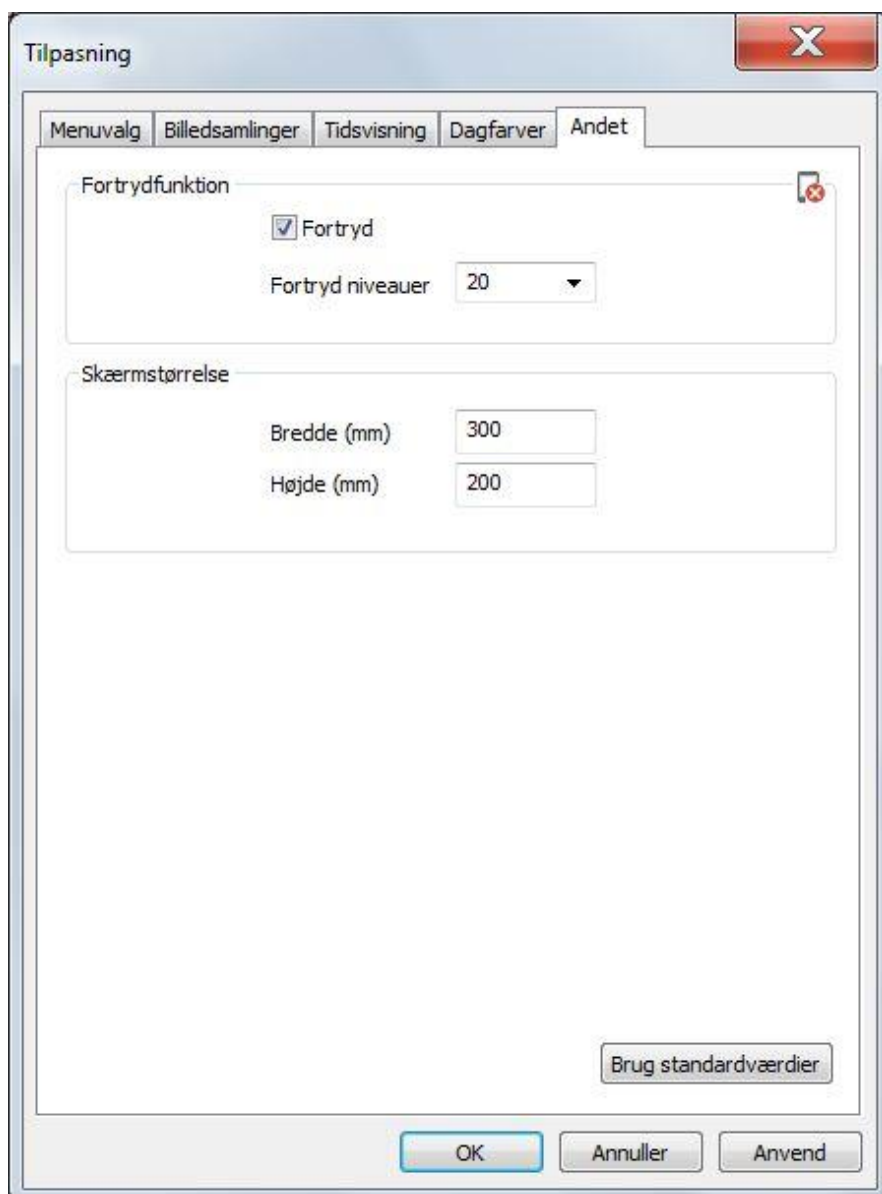 Tilpasning
Menuvalg Billedsamlinger Tidsvisning Dagfarver Andet
Fortrydfunktion
Fortryd
Fortryd niveauer 20
Skærmstørrelse
Bredde (mm) 300
Højde (mm) 200
Brug standardværdier
OK Annuller Anvend